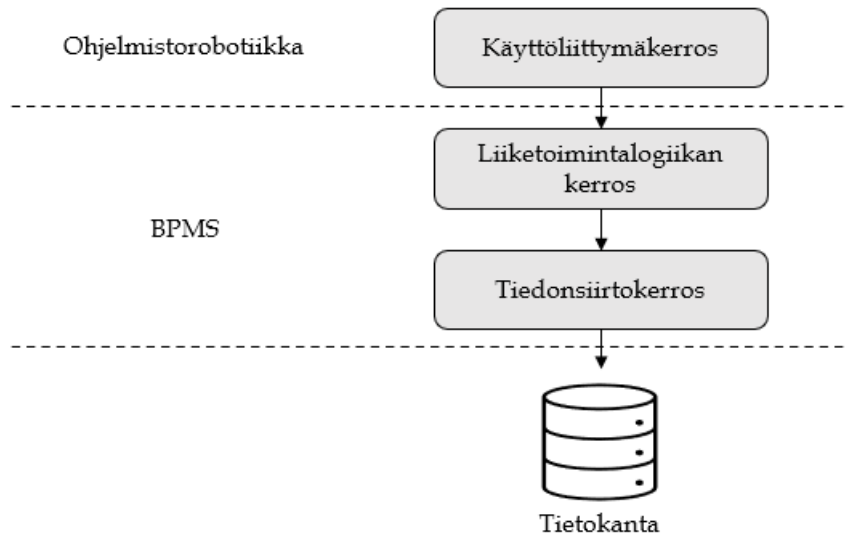 Ohjelmistorobotiikka
Käyttöliittymäkerros
Liiketoimintalogiikan
kerros
BPMS
Tiedonsiirtokerros
Tietokanta